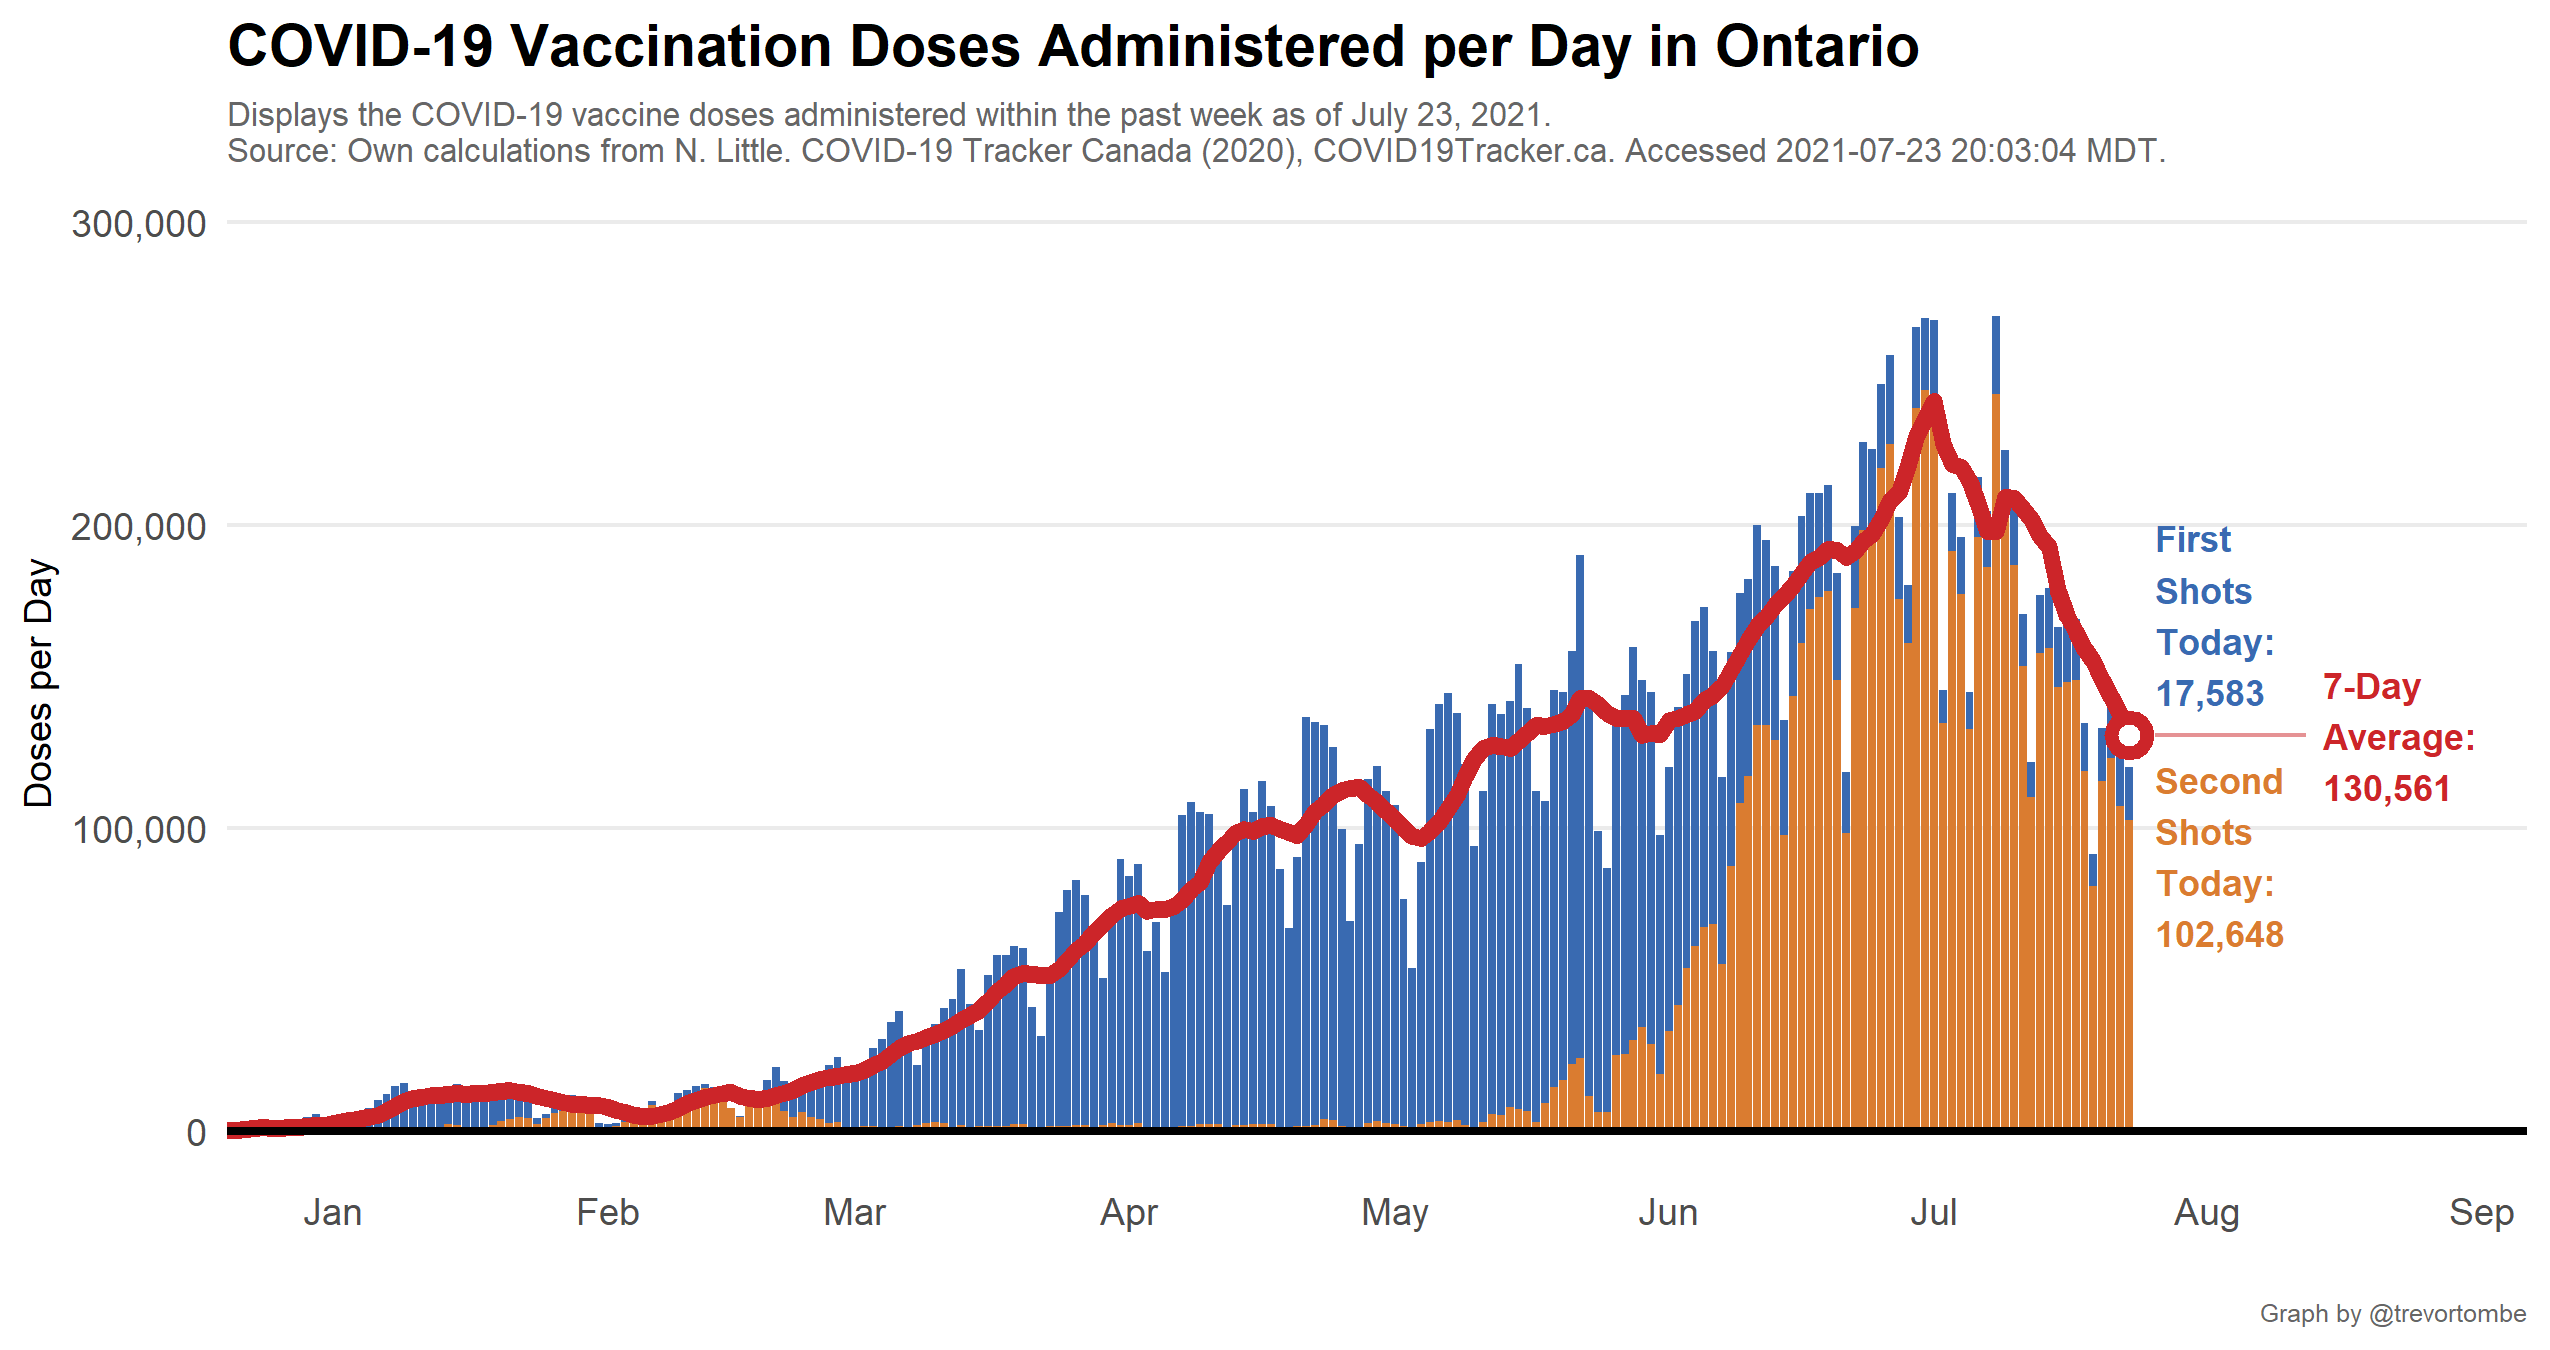 COVID-19 Vaccination Doses Administered per Day in Ontario
Displays the COVID-19 vaccine doses administered within the past week as of July 23, 2021.
Source: Own calculations from N. Little. COVID-19 Tracker Canada (2020), COVID19Tracker.ca. Accessed 2021-07-23 20:03:04 MDT.
Doses per Day
300,000
200,000
100,000
0
First
Shots
Today:
17,583
Second
Shots
Today:
102,648
7-Day
Average:
130,561
Jan Feb Mar Apr May Jun Jul Aug Sep
Graph by @trevortombe